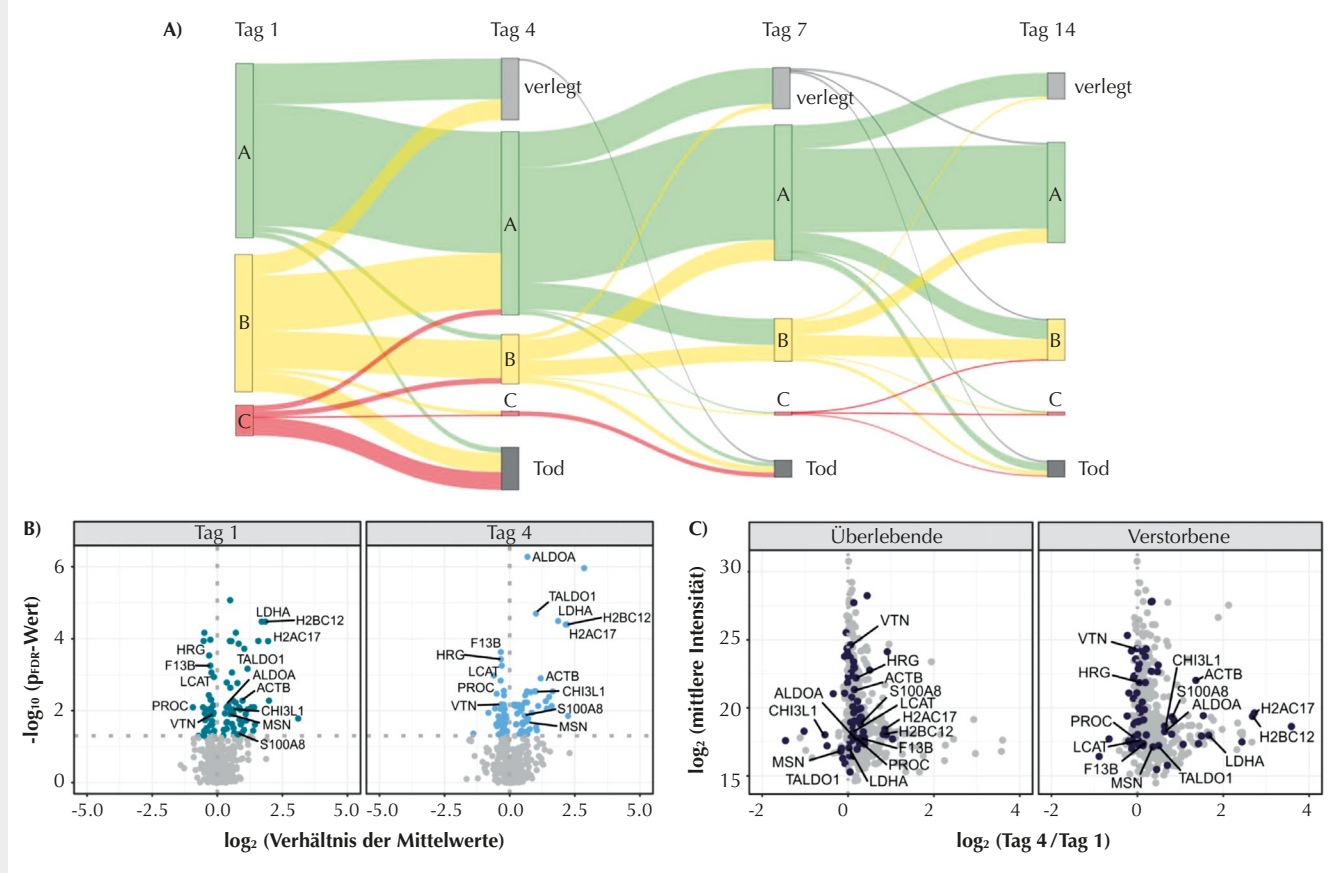 A)
Tag 1
Tag 4
Tag 7
Tag 14
verlegt
verlegt
verlegt
A
A
A
A
B
B
B
B
C
C
C
C
Tod
Tod
Tod
B)
Tag 1
Tag 4
-log10 (pFDR-Wert)
6
4
2
0
LDHA
H2BC12
H2AC17
HRG
TALDO1
F13B
LCAT
ALDOA
ACTB
PROC
CHI3L1
VTN
MSN
S100A8
ALDOA
TALDO1
LDHA
H2BC12
H2AC17
F13B
HRG
LCAT
ACTB
PROC
CHI3L1
VTN
S100A8
MSN
-5.0 -2.5 0.0 2.5 5.0
-5.0 -2.5 0.0 2.5 5.0
log2 (Verhältnis der Mittelwerte)
C)
Überlebende
Verstorbene
log2 (mittlere Intensität)
30
25
20
15
VTN
HRG
ACTB
ALDOA
S100A8
LCAT
CHI3L1
H2AC17
H2BC12
F13B
MSN
PROC
TALDO1
LDHA
VTN
CHI3L1
HRG
ACTB
S100A8
ALDOA
H2AC17
PROC
H2BC12
LCAT
LDHA
F13B
MSN
TALDO1
-2 0 2 4
-2 0 2 4
log2 (Tag 4/Tag 1)